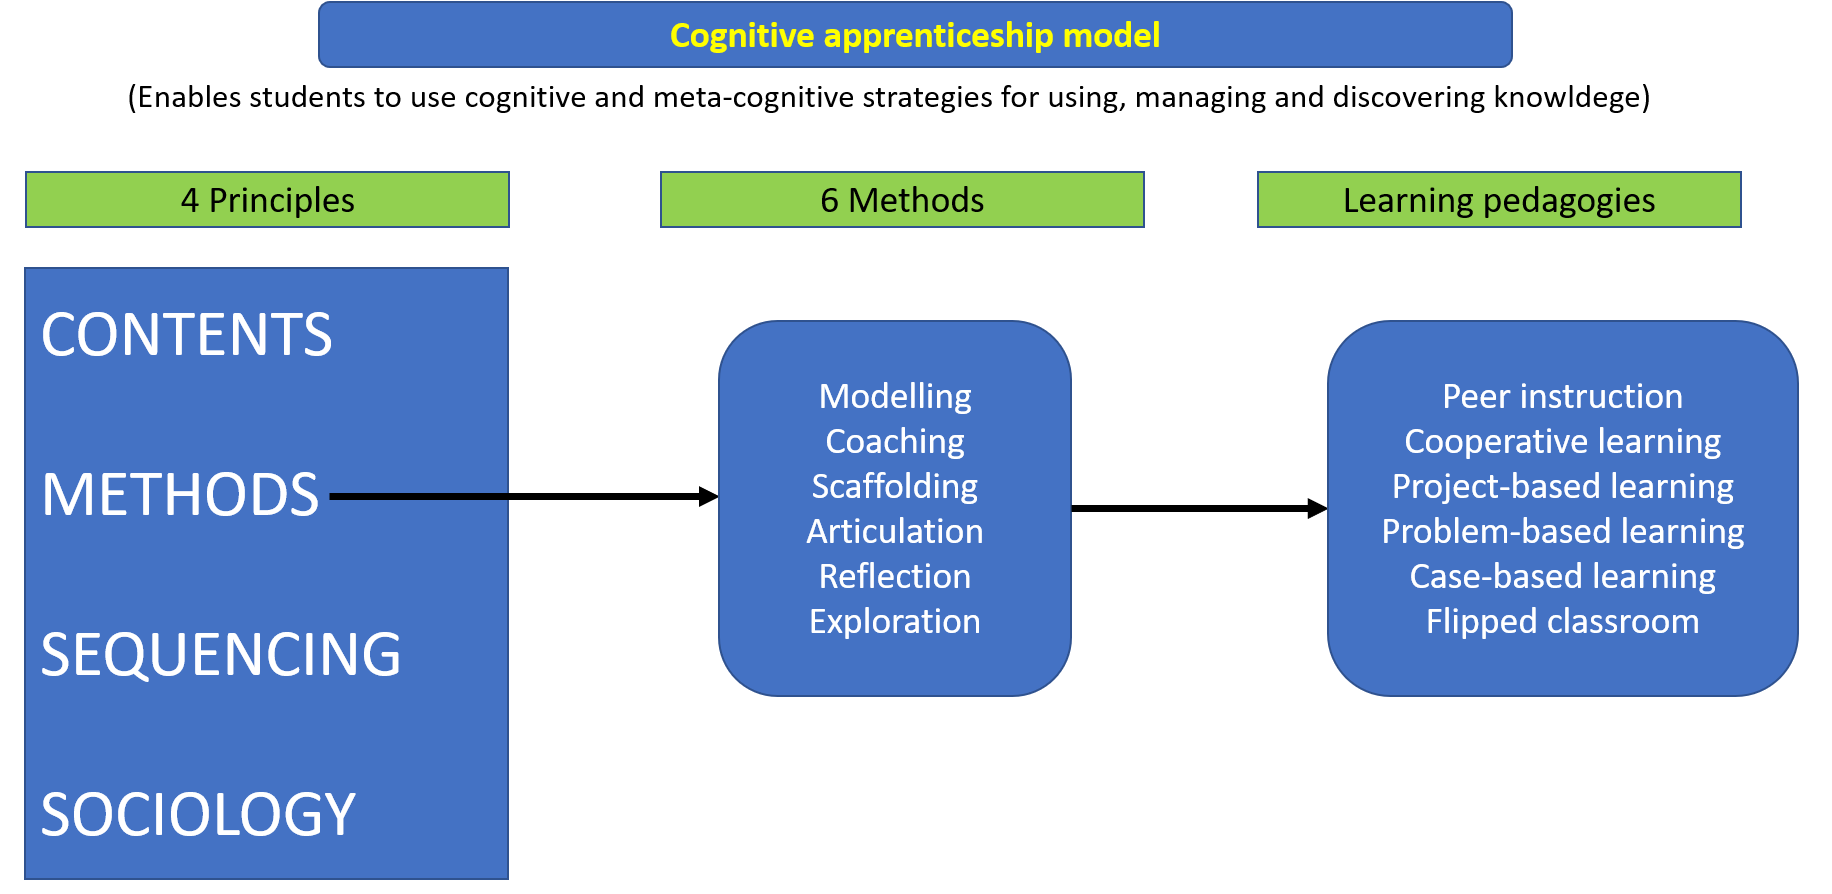 Cognitive apprenticeship model
(Enables students to use cognitive and meta-cognitive strategies for using, managing and discovering knowldege)
4 Principles
6 Methods
Learning pedagogies
CONTENTS
METHODS
SEQUENCING
SOCIOLOGY
Modelling
Coaching
Scaffolding
Articulation
Reflection
Exploration
Peer instruction
Cooperative learning
Project-based learning
Problem-based learning
Case-based learning
Flipped classroom